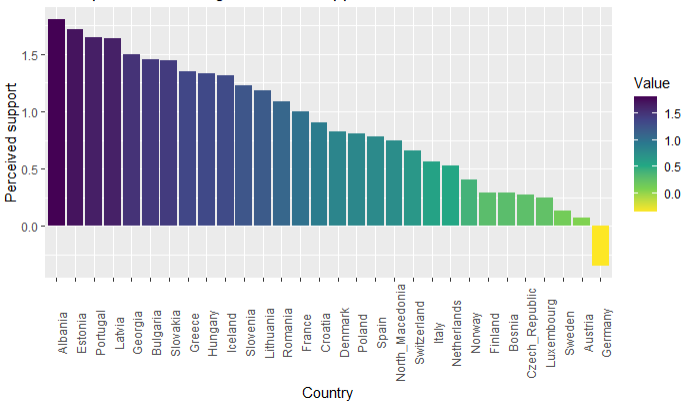 Perceived support
1.5
1.0
0.5
0.0
Albania
Estonia
Portugal
Latvia
Georgia
Bulgaria
Slovakia
Greece
Hungary
Iceland
Slovenia
Lithuania
Romania
France
Croatia
Denmark
Poland
Spain
North_Macedonia
Switzerland
Italy
Netherlands
Norway
Finland
Bosnia
Czech_Republic
Luxembourg
Sweden
Austria
Germany
Country
Value
1.5
1.0
0.5
0.0